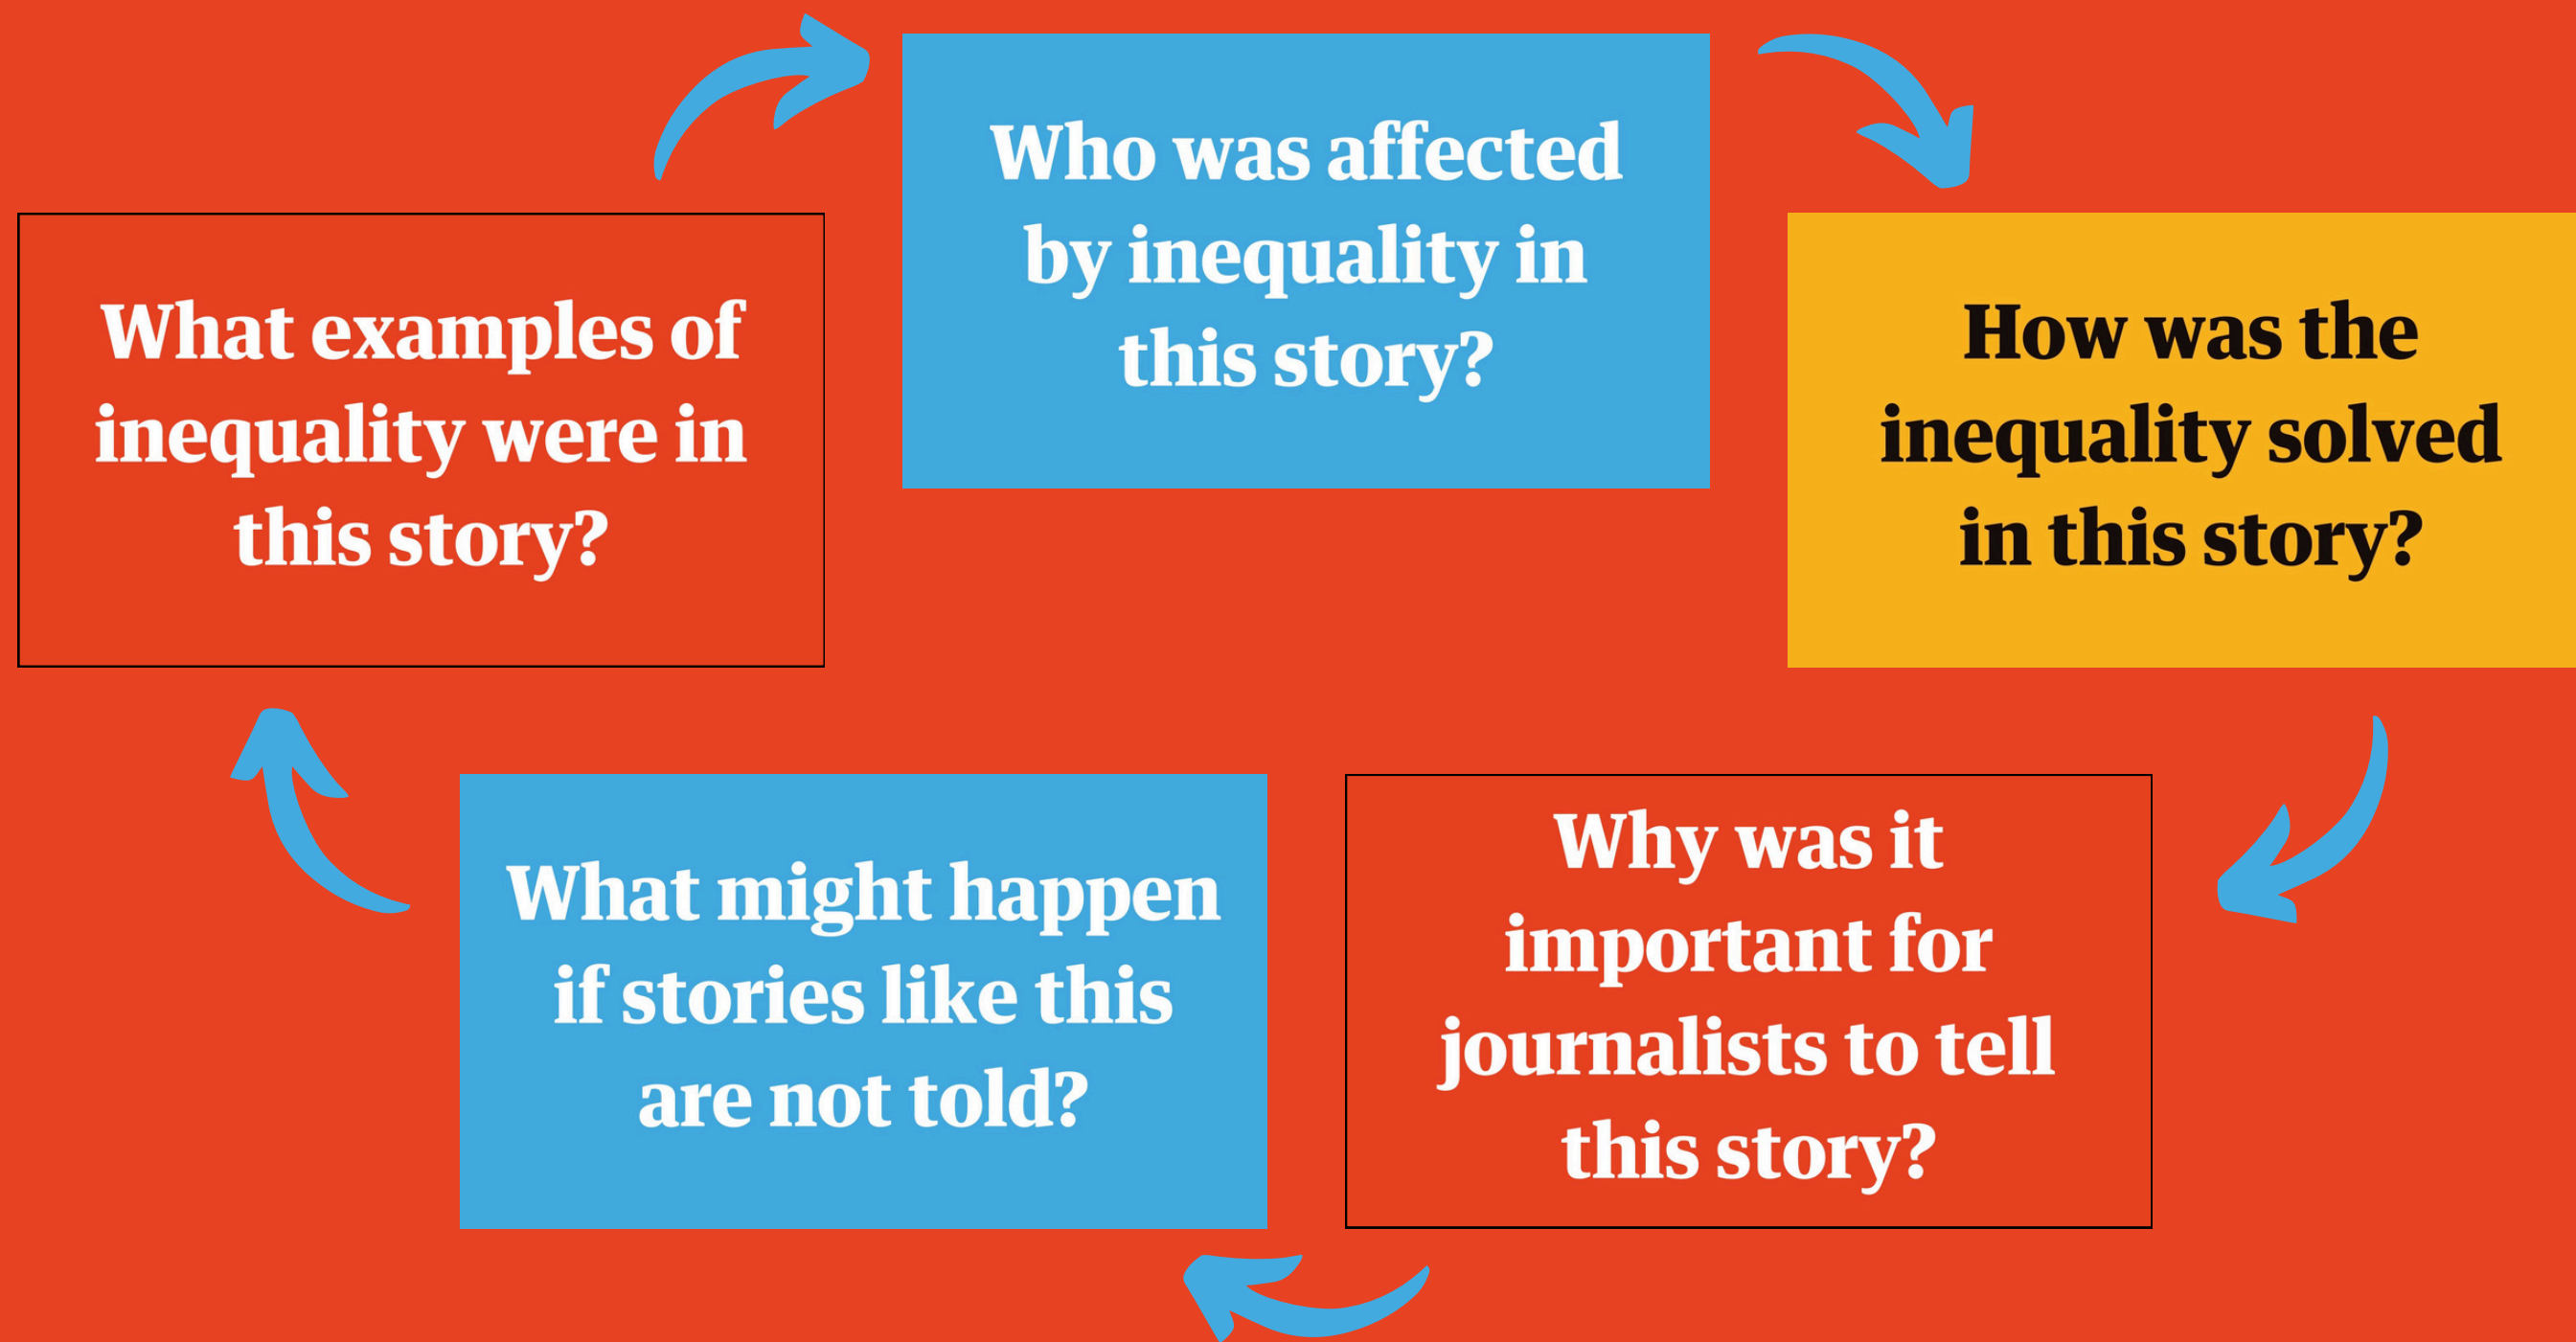 What examples of
inequality were in
this story?
Who was affected
by inequality in
this story?
How was the
inequality solved
in this story?
Why was it
important for
journalists to tell
this story?
What might happen
if stories like this
are not told?